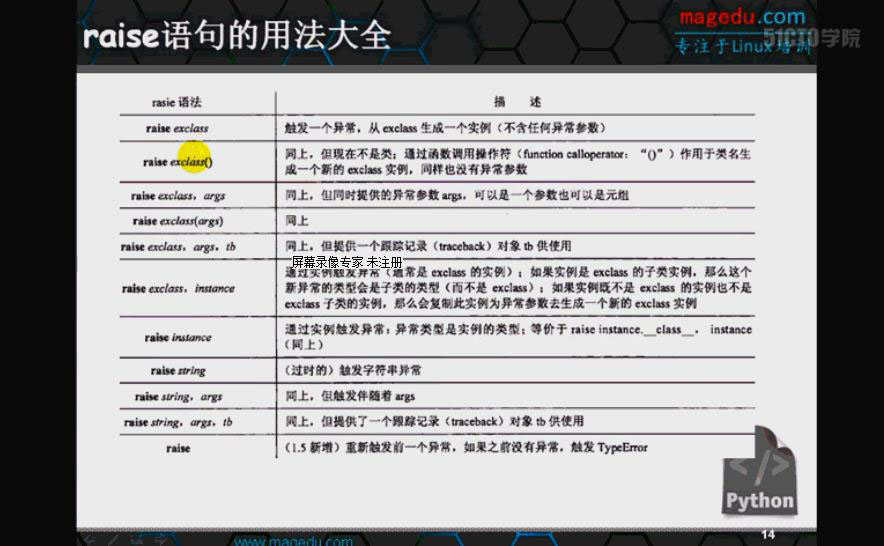 raise语句的用法大全
magedu.com
专注于Linux培训
51CTO学院
rasie 语法 描 述
raise exclass 触发一个异常，从 exclass 生成一个实例（不含任何异常参数）
raise exclass() 同上，但现在不是类；通过函数调用操作符（function calloperator：“()”）作用于类名生
成一个新的 exclass 实例，同样也没有异常参数
raise exclass，args 同上，但同时提供的异常参数 args，可以是一个参数也可以是元组
raise exclass(args) 同上
raise exclass，args，tb 同上，但提供一个跟踪记录（traceback）对象 tb 供使用
屏幕录像专家 未注册
raise exclass，instance 通过实例触发异常（通常是 exclass 的实例）；如果实例是 exclass 的子类实例，那么这个
新异常的类型会是子类的类型（而不是 exclass）；如果实例既不是 exclass 的实例也不是
exclass 子类的实例，那么会复制此实例为异常参数去生成一个新的 exclass 实例
raise instance 通过实例触发异常：异常类型是实例的类型；等价于 raise instance.__class__， instance
（同上）
raise string （过时的）触发字符串异常
raise string，args 同上，但触发伴随着 args
raise string，args，tb 同上，但提供了一个跟踪记录（traceback）对象 tb 供使用
raise （1.5 新增）重新触发前一个异常，如果之前没有异常，触发 TypeError
</>
Python
14
www.magedu.com